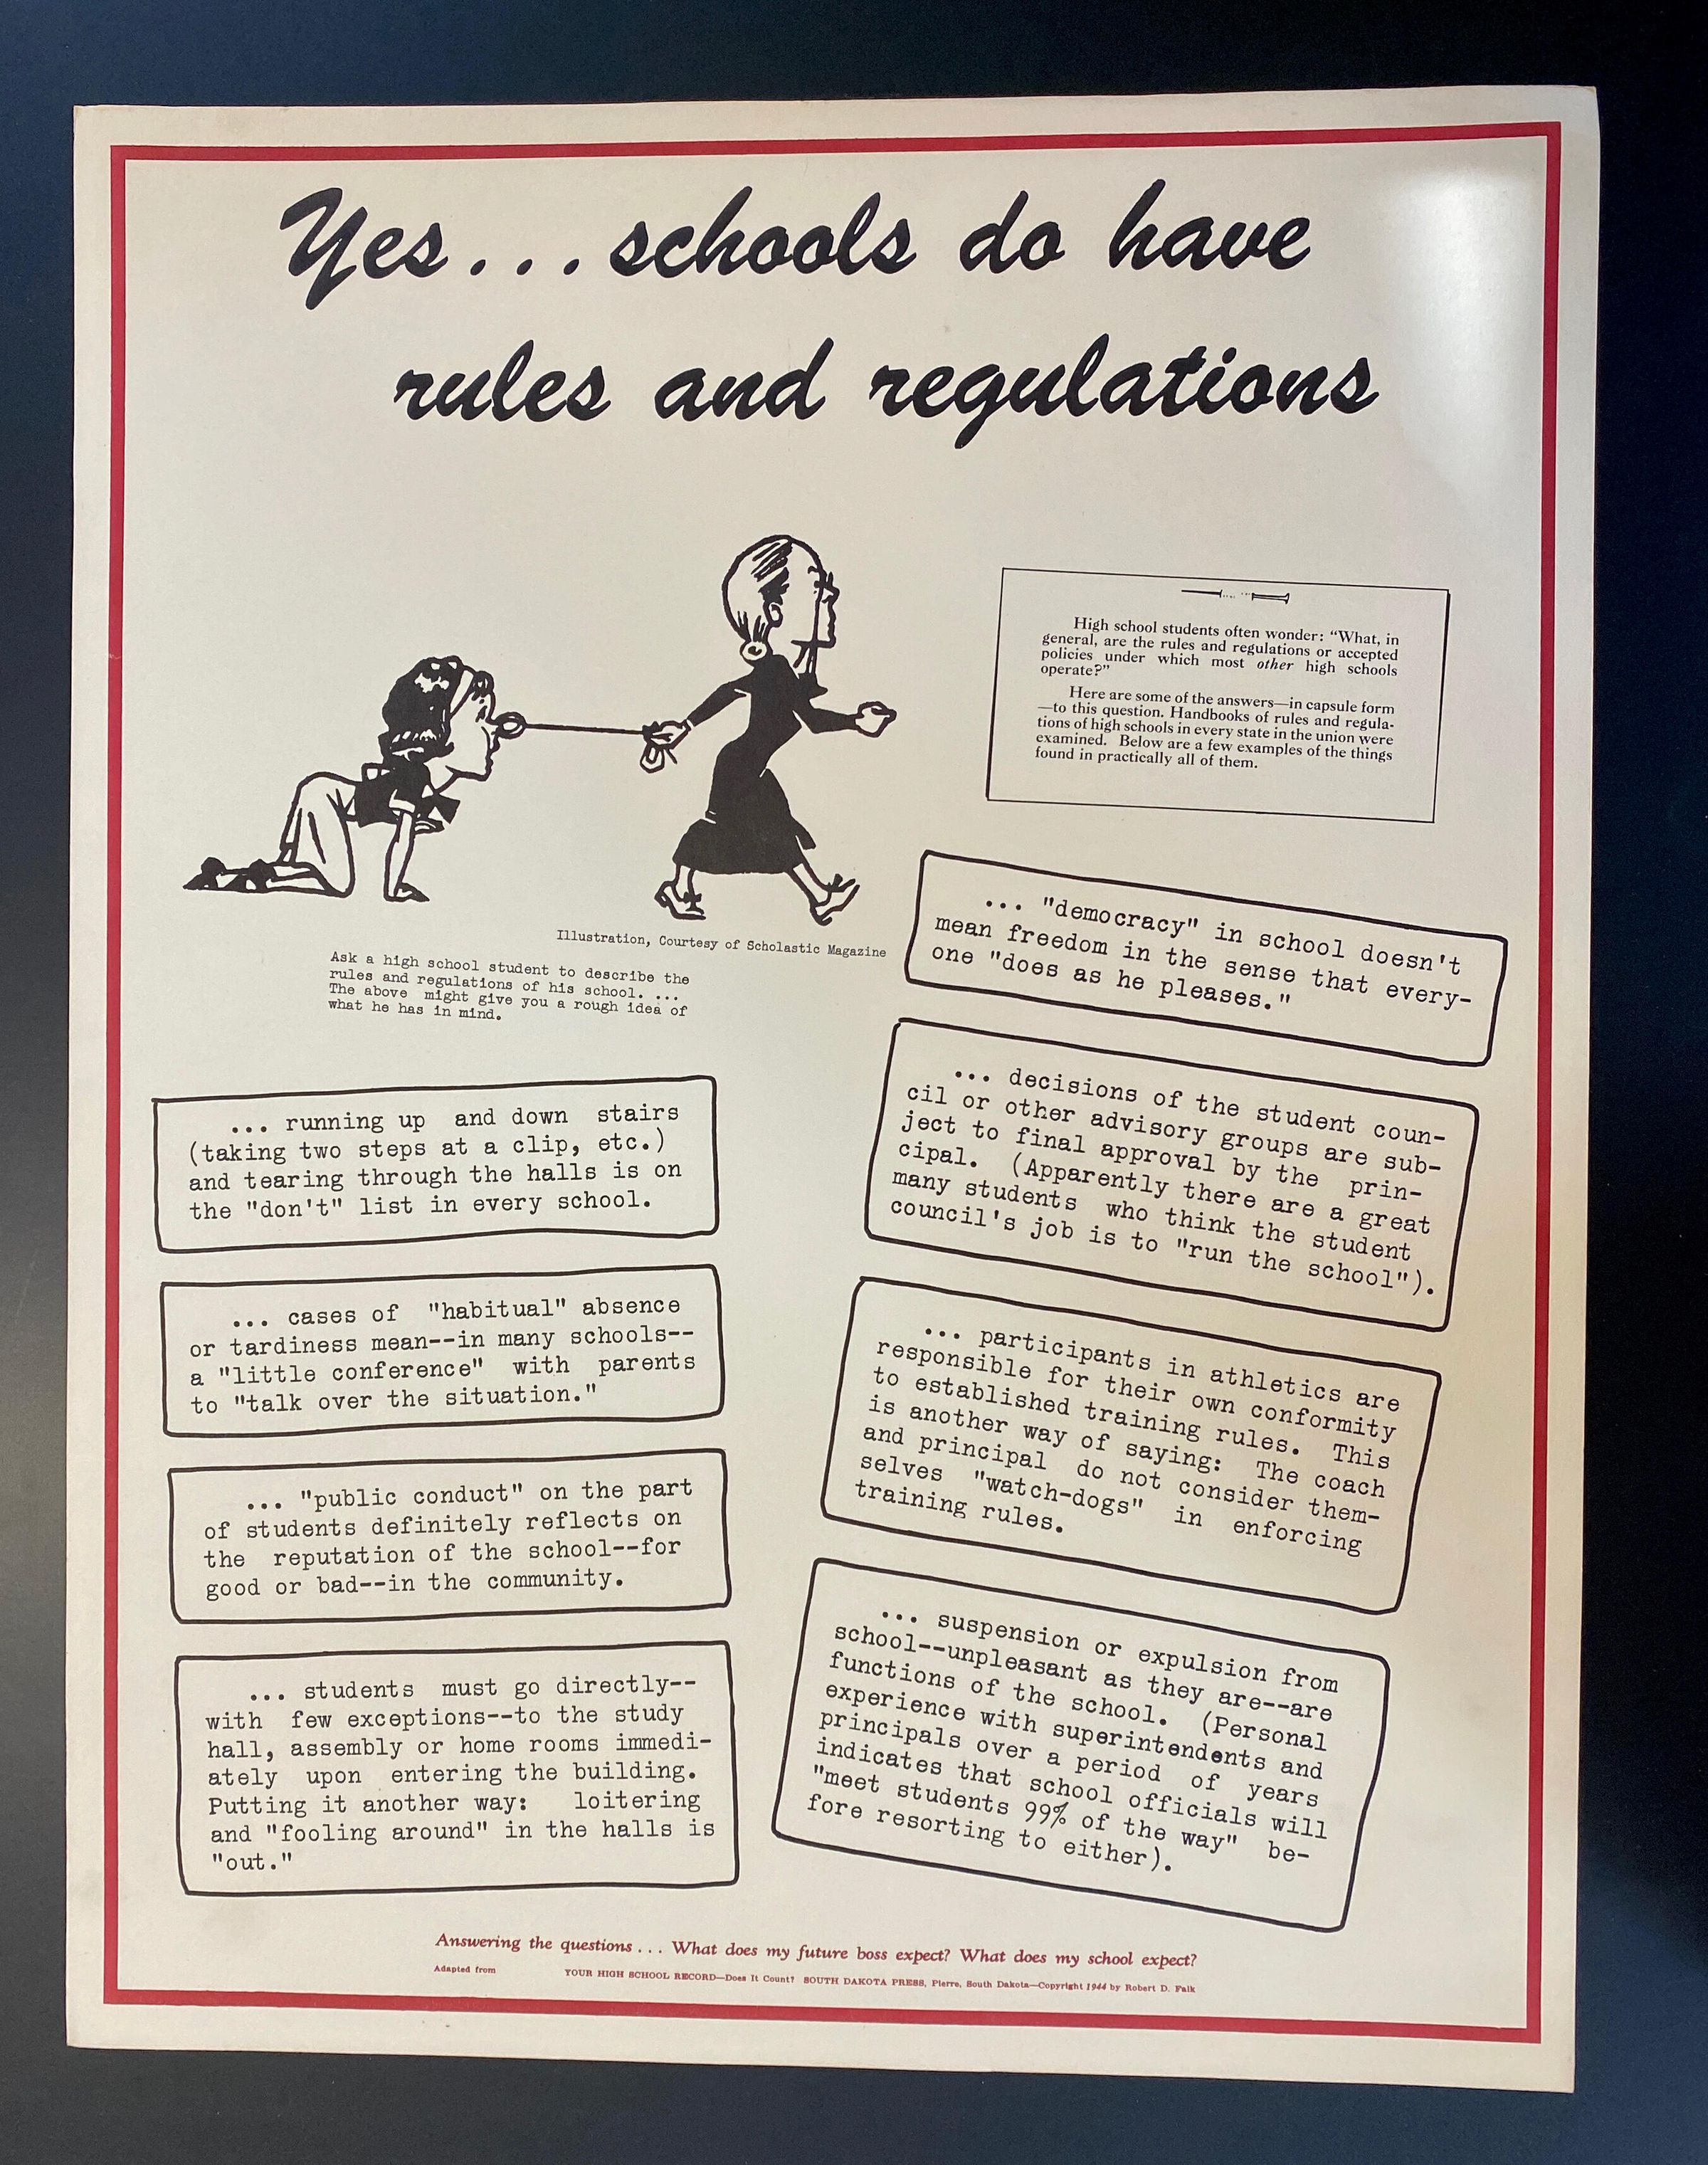 Yes...schools do have
rules and regulations
High school students often wonder: “What, in
general, are the rules and regulations or accepted
policies under which most other high schools
operate?”
Here are some of the answers—in capsule form
—to this question. Handbooks of rules and regula-
tions of high schools in every state in the union were
examined. Below are a few examples of the things
found in practically all of them.
Illustration, Courtesy of Scholastic Magazine
Ask a high school student to describe the
rules and regulations of his school. ...
The above might give you a rough idea of
what he has in mind.
... running up and down stairs
(taking two steps at a clip, etc.)
and tearing through the halls is on
the "don't" list in every school.
... cases of "habitual" absence
or tardiness mean--in many schools--
a "little conference" with parents
to "talk over the situation."
... "public conduct" on the part
of students definitely reflects on
the reputation of the school--for
good or bad--in the community.
... students must go directly--
with few exceptions--to the study
hall, assembly or home rooms immedi-
ately upon entering the building.
Putting it another way: loitering
and "fooling around" in the halls is
"out."
... "democracy" in school doesn't
mean freedom in the sense that every-
one "does as he pleases."
... decisions of the student coun-
cil or other advisory groups are sub-
ject to final approval by the prin-
cipal. (Apparently there are a great
many students who think the student
council's job is to "run the school").
... participants in athletics are
responsible for their own conformity
to established training rules. This
is another way of saying: The coach
and principal do not consider them-
selves "watch-dogs" in enforcing
training rules.
... suspension or expulsion from
school--unpleasant as they are--are
functions of the school. (Personal
experience with superintendents and
principals over a period of years
indicates that school officials will
"meet students 99% of the way" be-
fore resorting to either).
Answering the questions... What does my future boss expect? What does my school expect?
Adapted from YOUR HIGH SCHOOL RECORD—Does It Count? SOUTH DAKOTA PRESS, Pierre, South Dakota—Copyright 1944 by Robert D. Falk